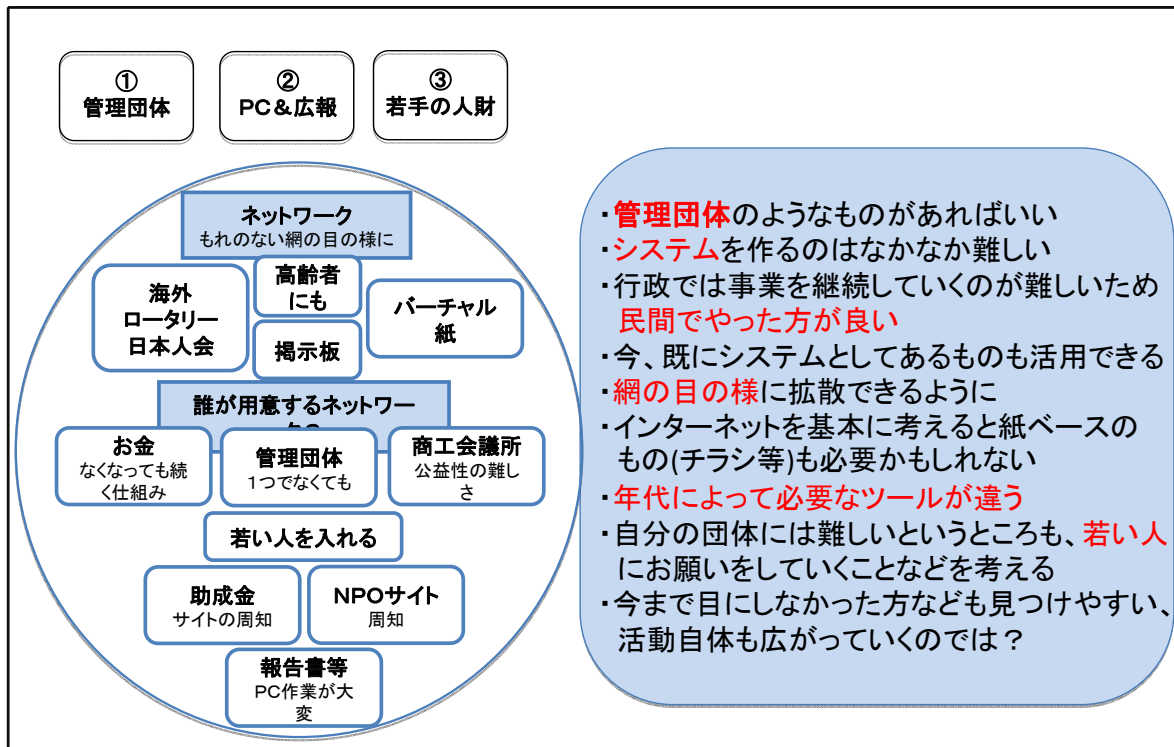 ①
管理団体
②
PC&広報
③
若手の人財
ネットワーク
もれのない網の目の様に
海外
ロータリー
日本人会
高齢者
にも
掲示板
バーチャル
紙
誰が用意するネットワー
お金
なくなっても続
く仕組み
管理団体
1つでなくても
商工会議所
公益性の難し
さ
若い人を入れる
助成金
サイトの周知
NPOサイト
周知
報告書等
PC作業が大
変
・管理団体のようなものがあればいい
・システムを作るのはなかなか難しい
・行政では事業を継続していくのが難しいため
民間でやった方が良い
・今、既にシステムとしてあるものも活用できる
・網の目の様に拡散できるように
・インターネットを基本に考えると紙ベースの
もの(チラシ等)も必要かもしれない
・年代によって必要なツールが違う
・自分の団体には難しいというところも、若い人
にお願いをしていくことなどを考える
・今まで目にしなかった方なども見つけやすい、
活動自体も広がっていくのでは？